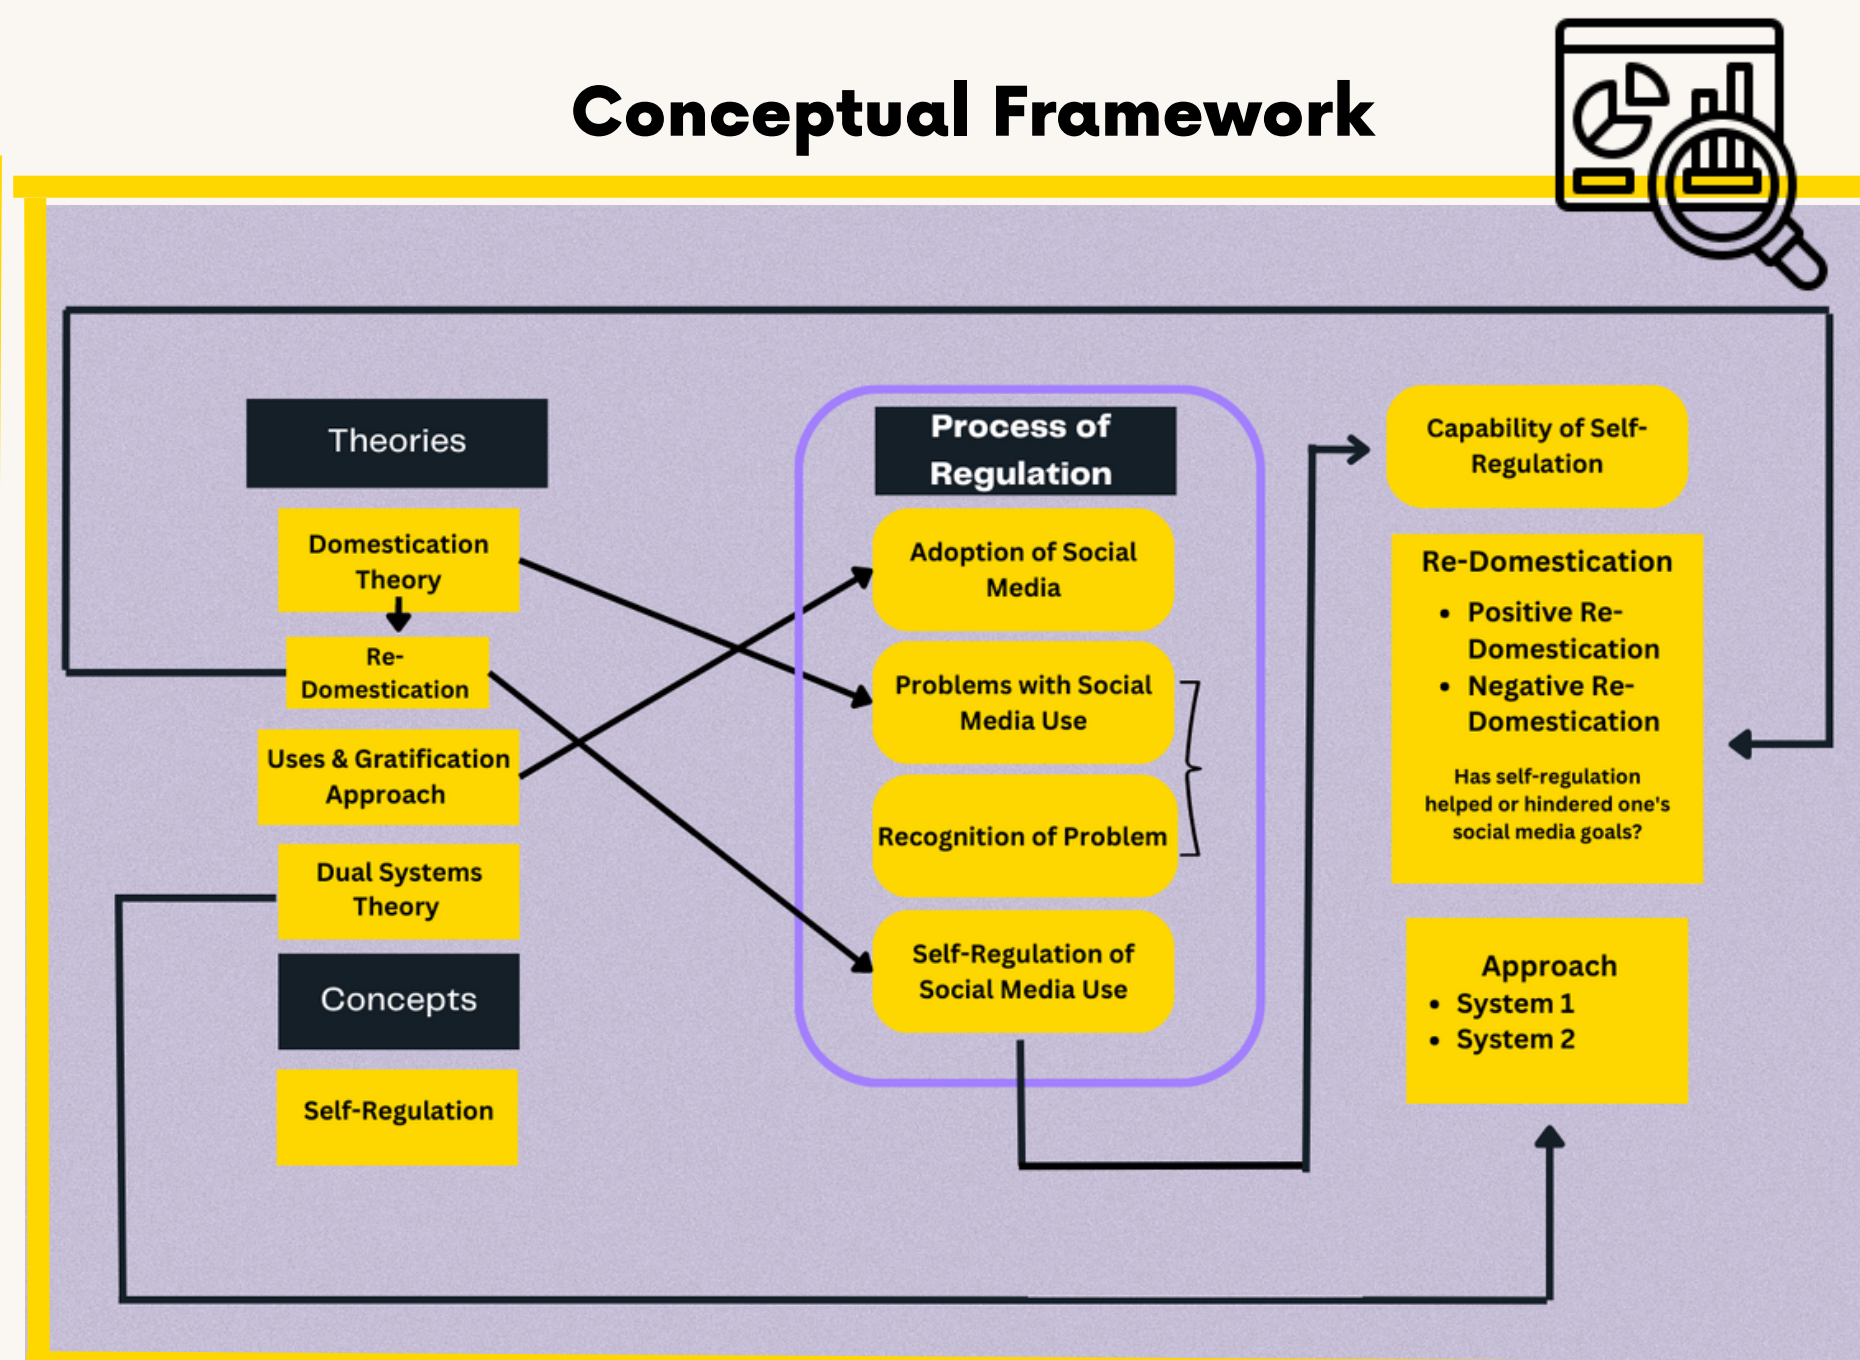 Conceptual Framework
Theories
Domestication
Theory
Re-
Domestication
Uses & Gratification
Approach
Dual Systems
Theory
Concepts
Self-Regulation
Process of
Regulation
Adoption of Social
Media
Problems with Social
Media Use
Recognition of Problem
Self-Regulation of
Social Media Use
Capability of Self-
Regulation
Re-Domestication
• Positive Re-
Domestication
• Negative Re-
Domestication
Has self-regulation
helped or hindered one's
social media goals?
Approach
• System 1
• System 2